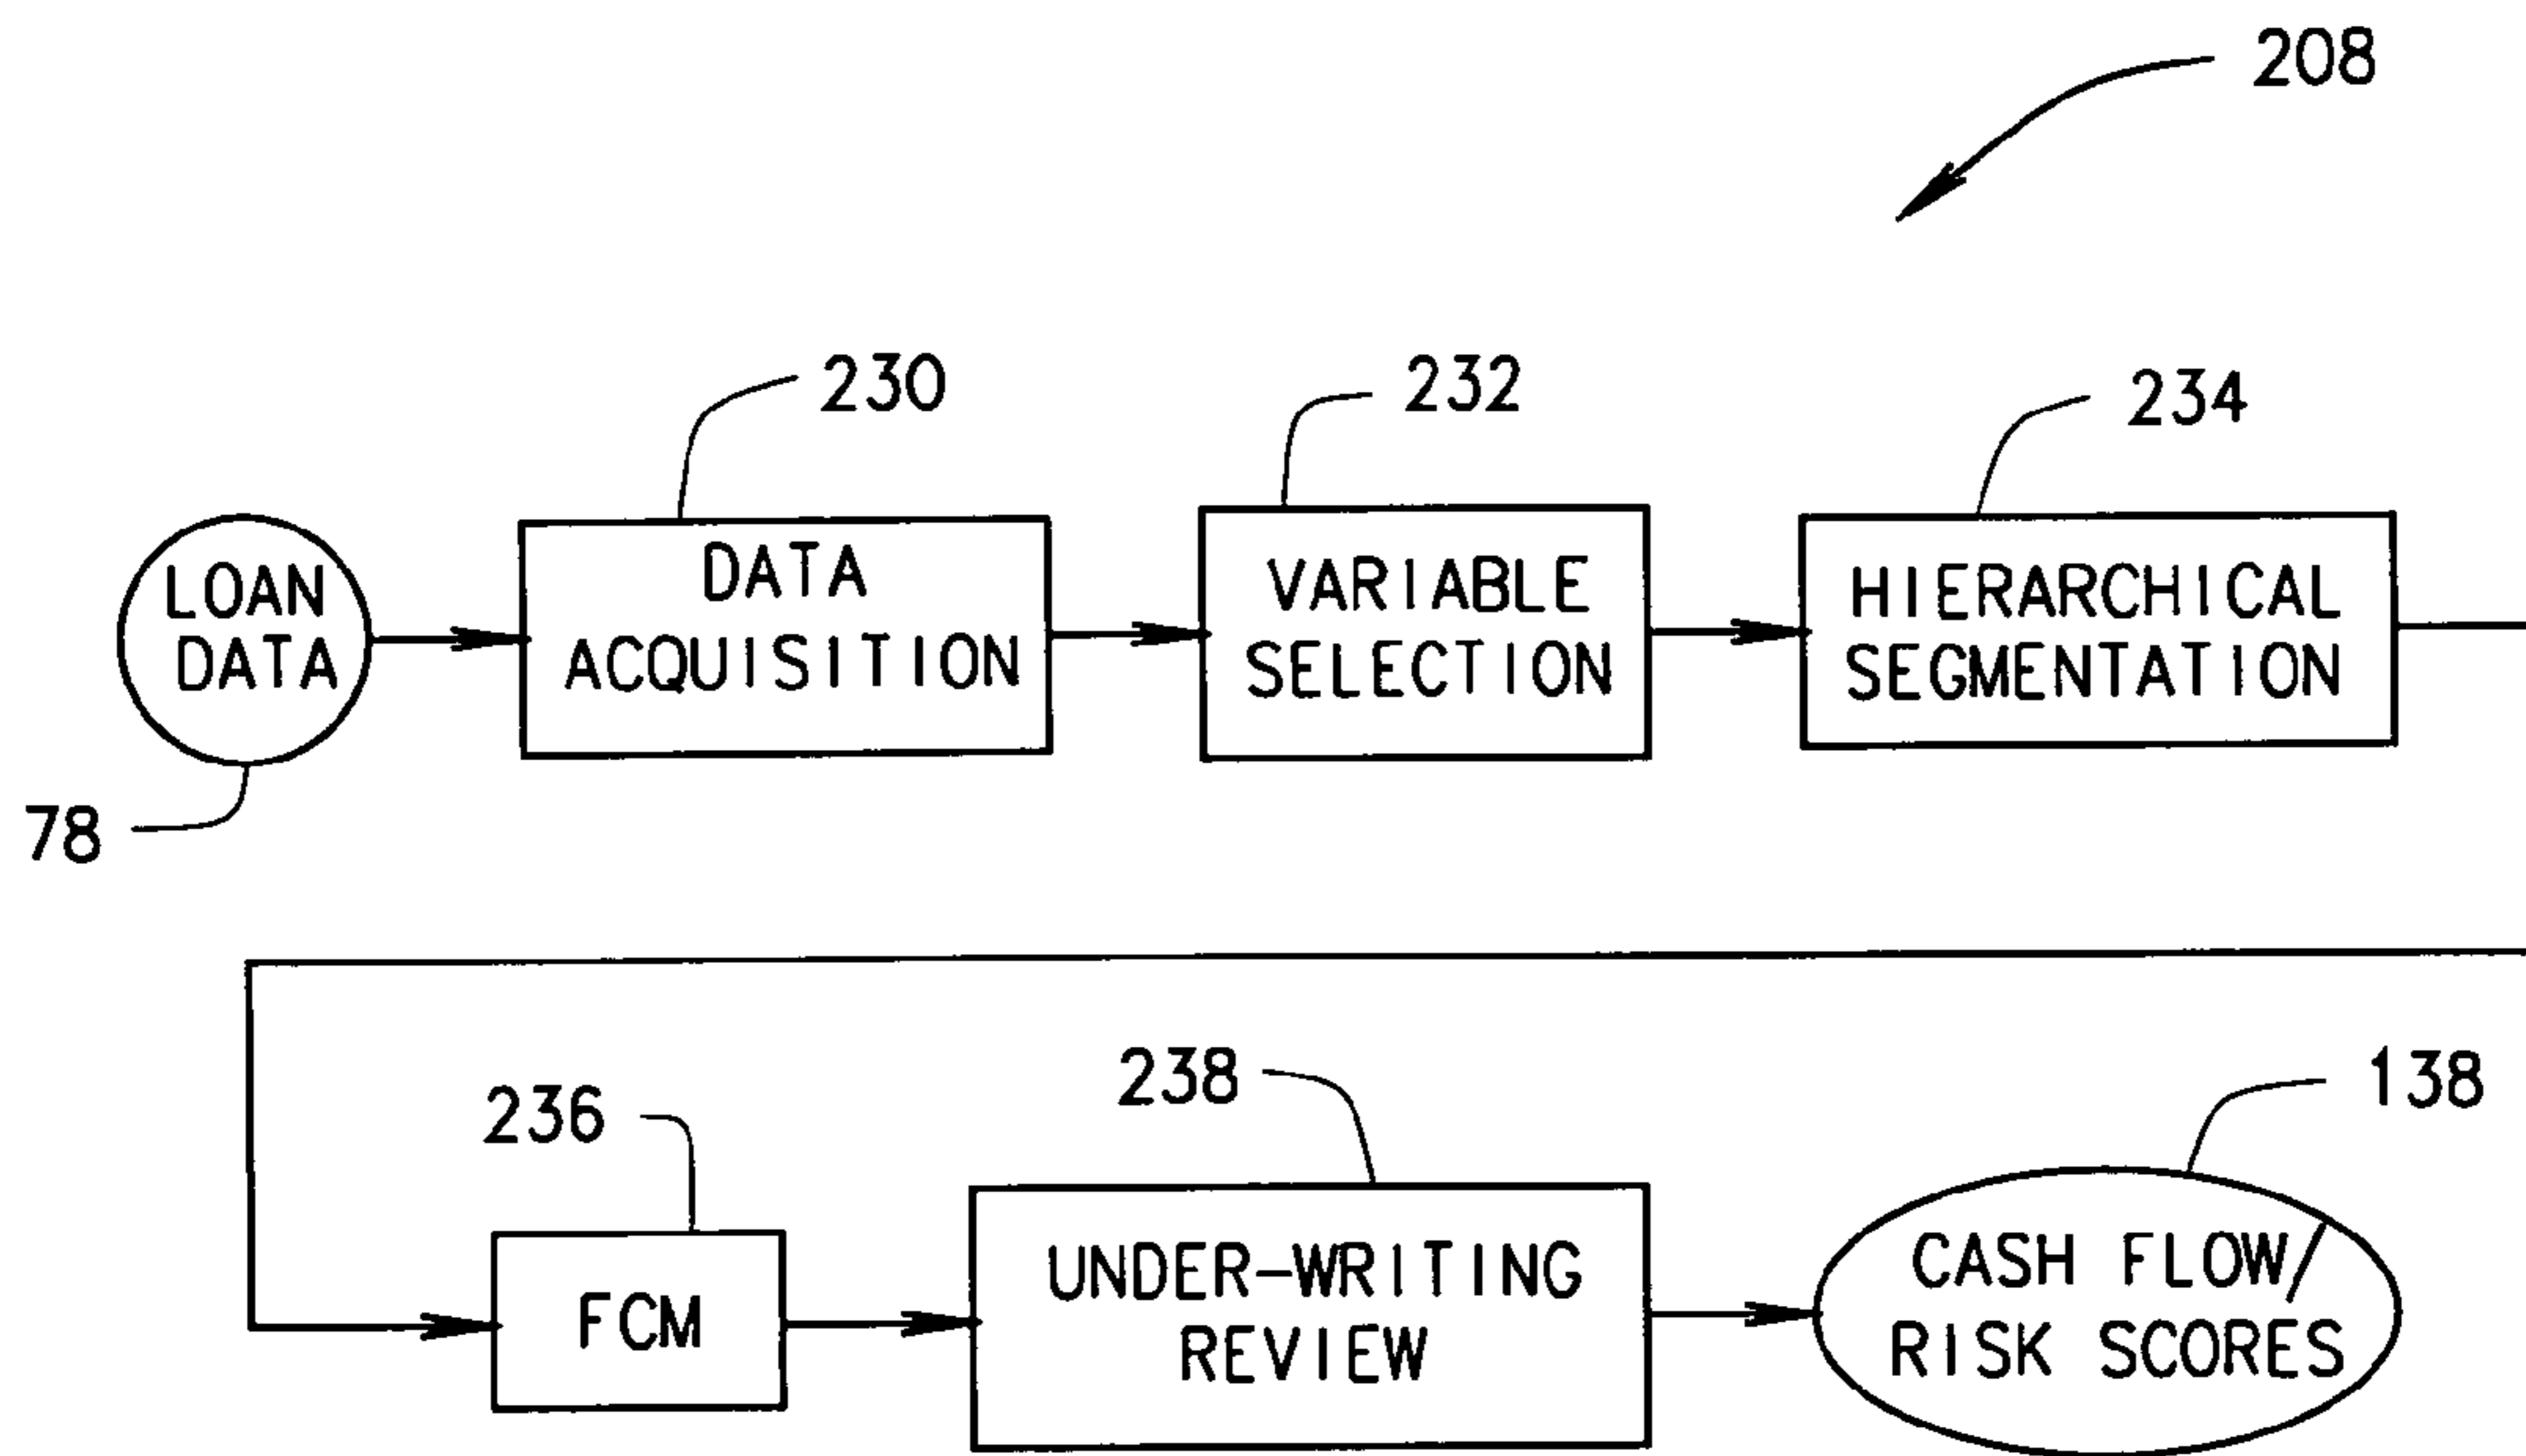 208
230
232
234
LOAN
DATA
DATA
ACQUISITION
VARIABLE
SELECTION
HIERARCHICAL
SEGMENTATION
78
236
238
138
FCM
UNDER-WRITING
REVIEW
CASH FLOW/
RISK SCORES